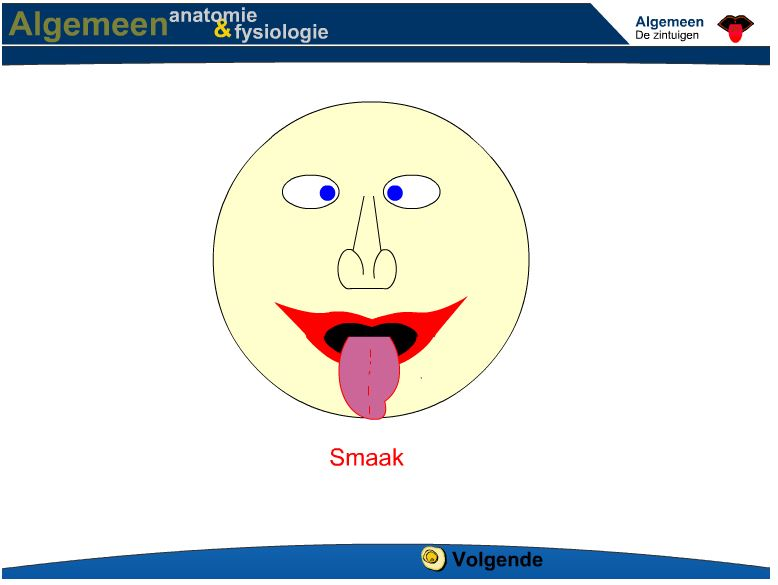 Algemeen anatomie
& fysiologie
Algemeen
De zintuigen
Smaak
Volgende